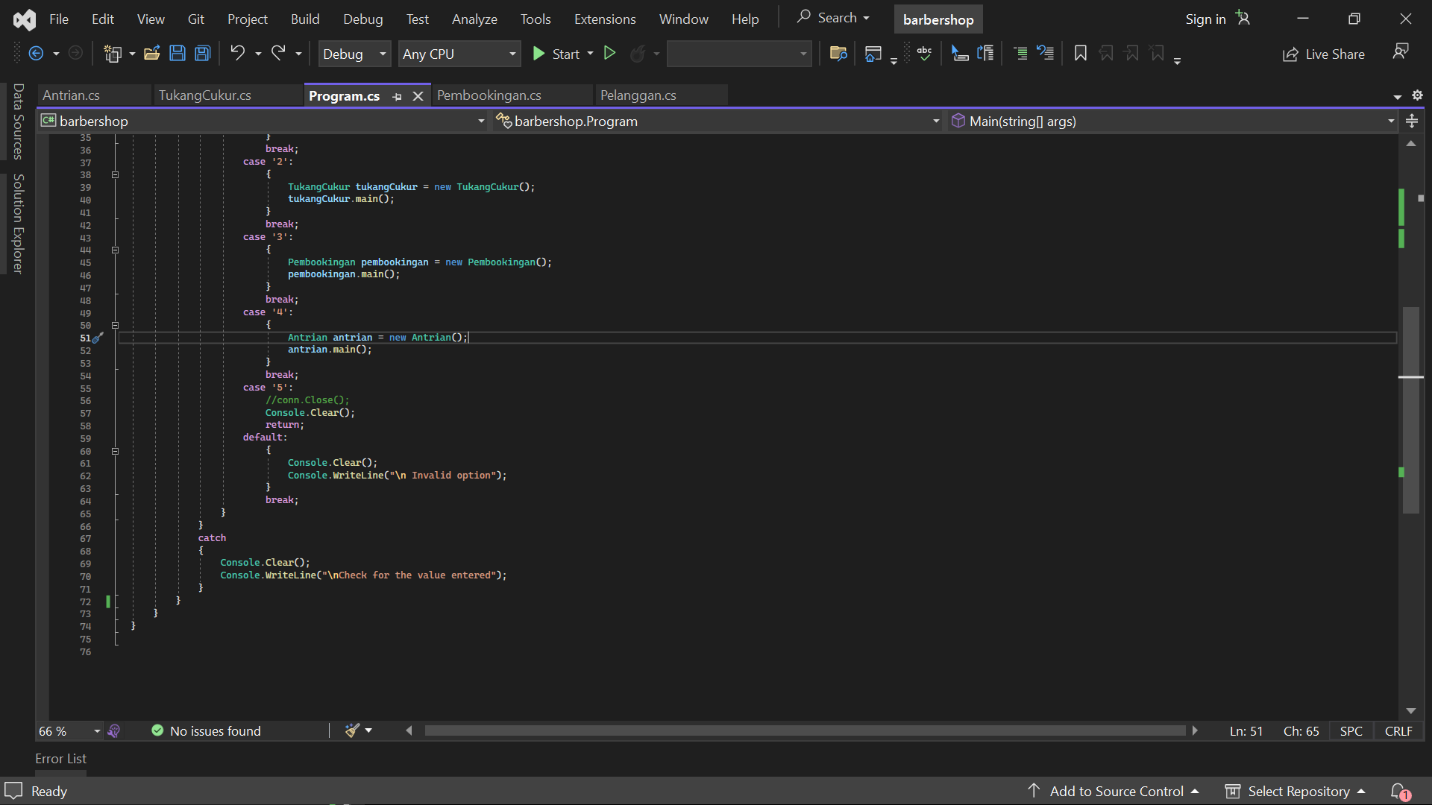 File Edit View Git Project Build Debug Test Analyze Tools Extensions Window Help Search barbershop Sign in
Debug Any CPU Start abc Live Share
Antrian.cs TukangCukur.cs Program.cs Pembookingan.cs Pelanggan.cs
C# barbershop barbershop.Program Main(string[] args)
Data Sources
Solution Explorer
35 }
36 break;
37 case '2':
38 {
39 TukangCukur tukangCukur = new TukangCukur();
40 tukangCukur.main();
41 }
42 break;
43 case '3':
44 {
45 Pembookingan pembookingan = new Pembookingan();
46 pembookingan.main();
47 }
48 break;
49 case '4':
50 {
51 Antrian antrian = new Antrian();
52 antrian.main();
53 }
54 break;
55 case '5':
56 //conn.Close();
57 Console.Clear();
58 return;
59 default:
60 {
61 Console.Clear();
62 Console.WriteLine("\n Invalid option");
63 }
64 break;
65 }
66 }
67 catch
68 {
69 Console.Clear();
70 Console.WriteLine("\nCheck for the value entered");
71 }
72 }
73 }
74 }
75
76
66 % No issues found Ln: 51 Ch: 65 SPC CRLF
Error List
Ready Add to Source Control Select Repository 1